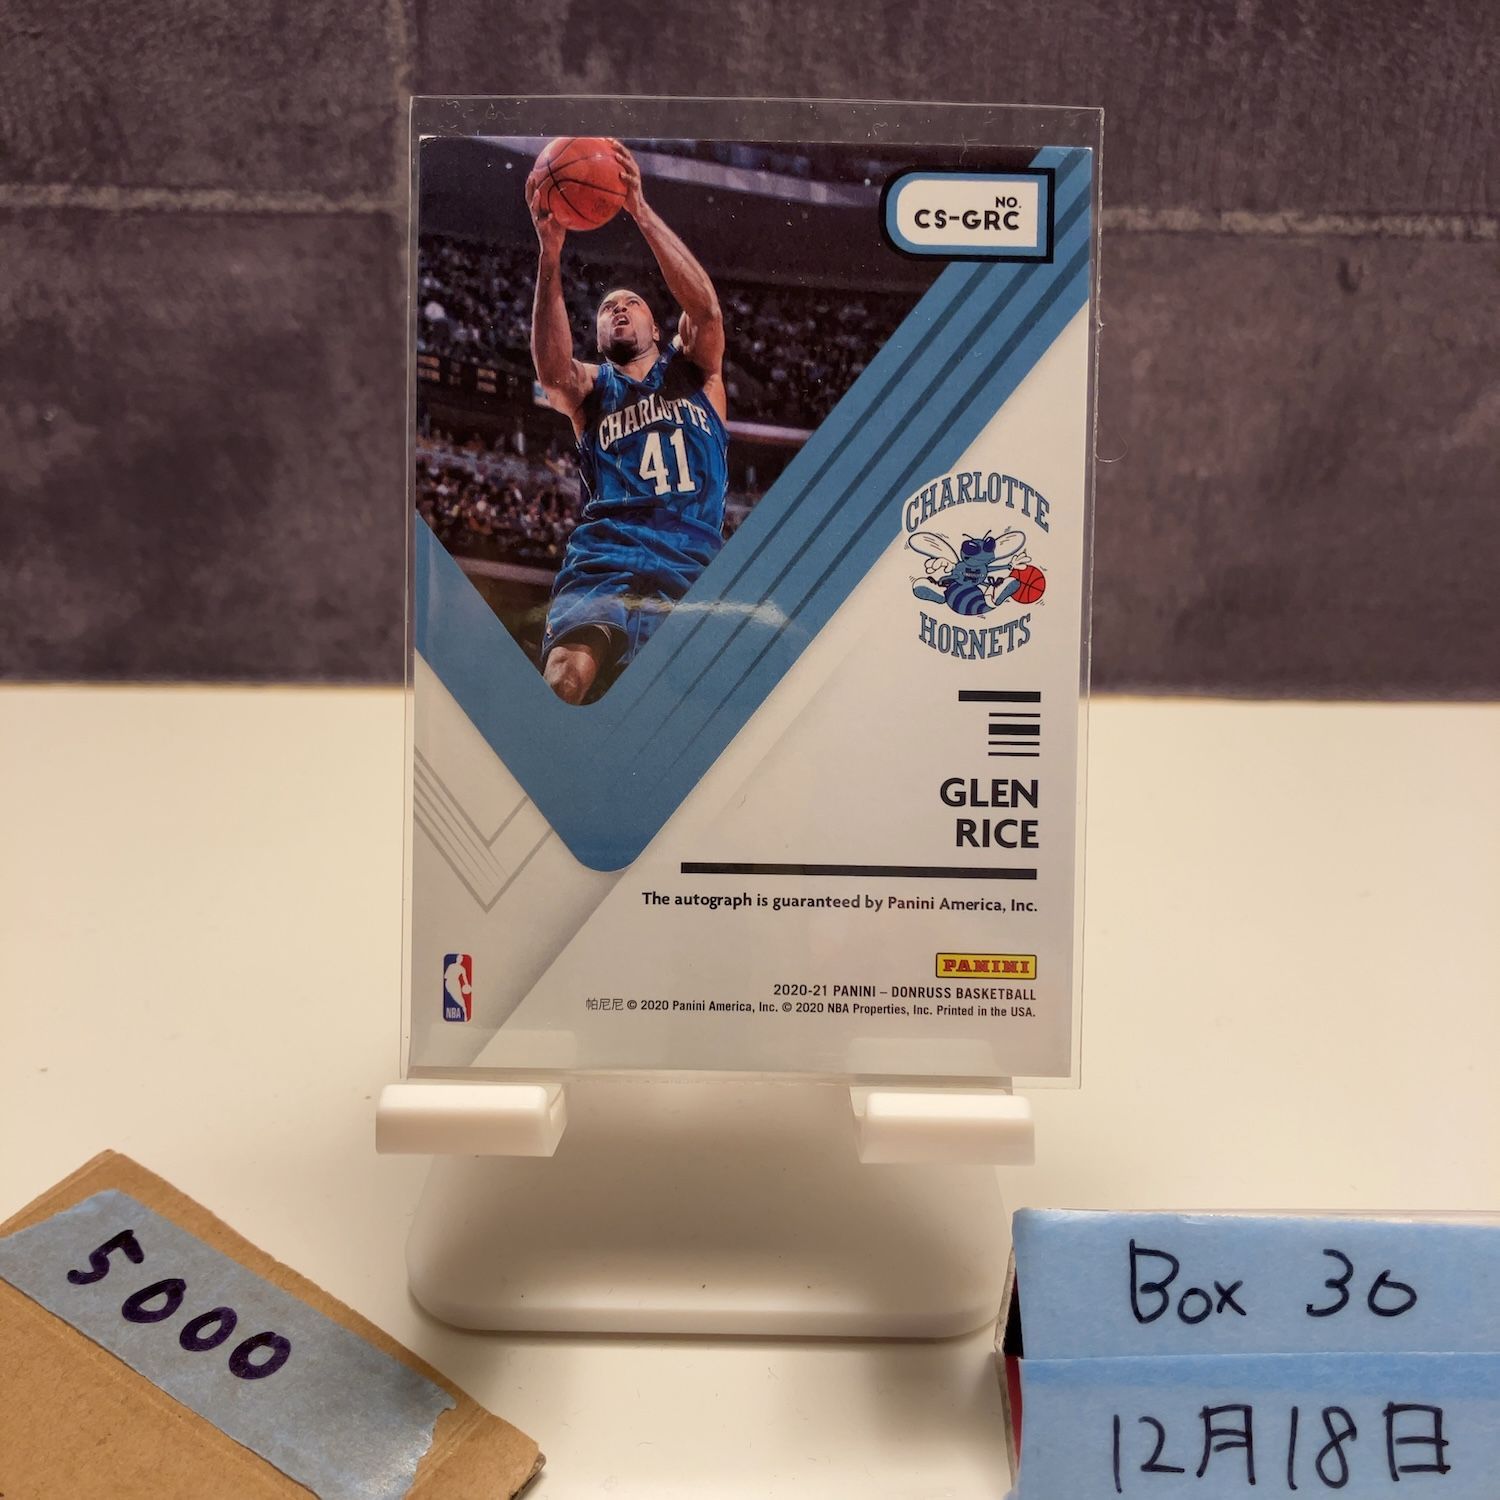 NO.
CS-GRC
CHARLOTTE
41
CHARLOTTE
HORNETS
GLEN
RICE
The autograph is guaranteed by Panini America, Inc.
PANINI
2020-21 PANINI – DONRUSS BASKETBALL
帕尼尼 © 2020 Panini America, Inc. © 2020 NBA Properties, Inc. Printed in the USA.
NBA
5000
Box 30
12月18日